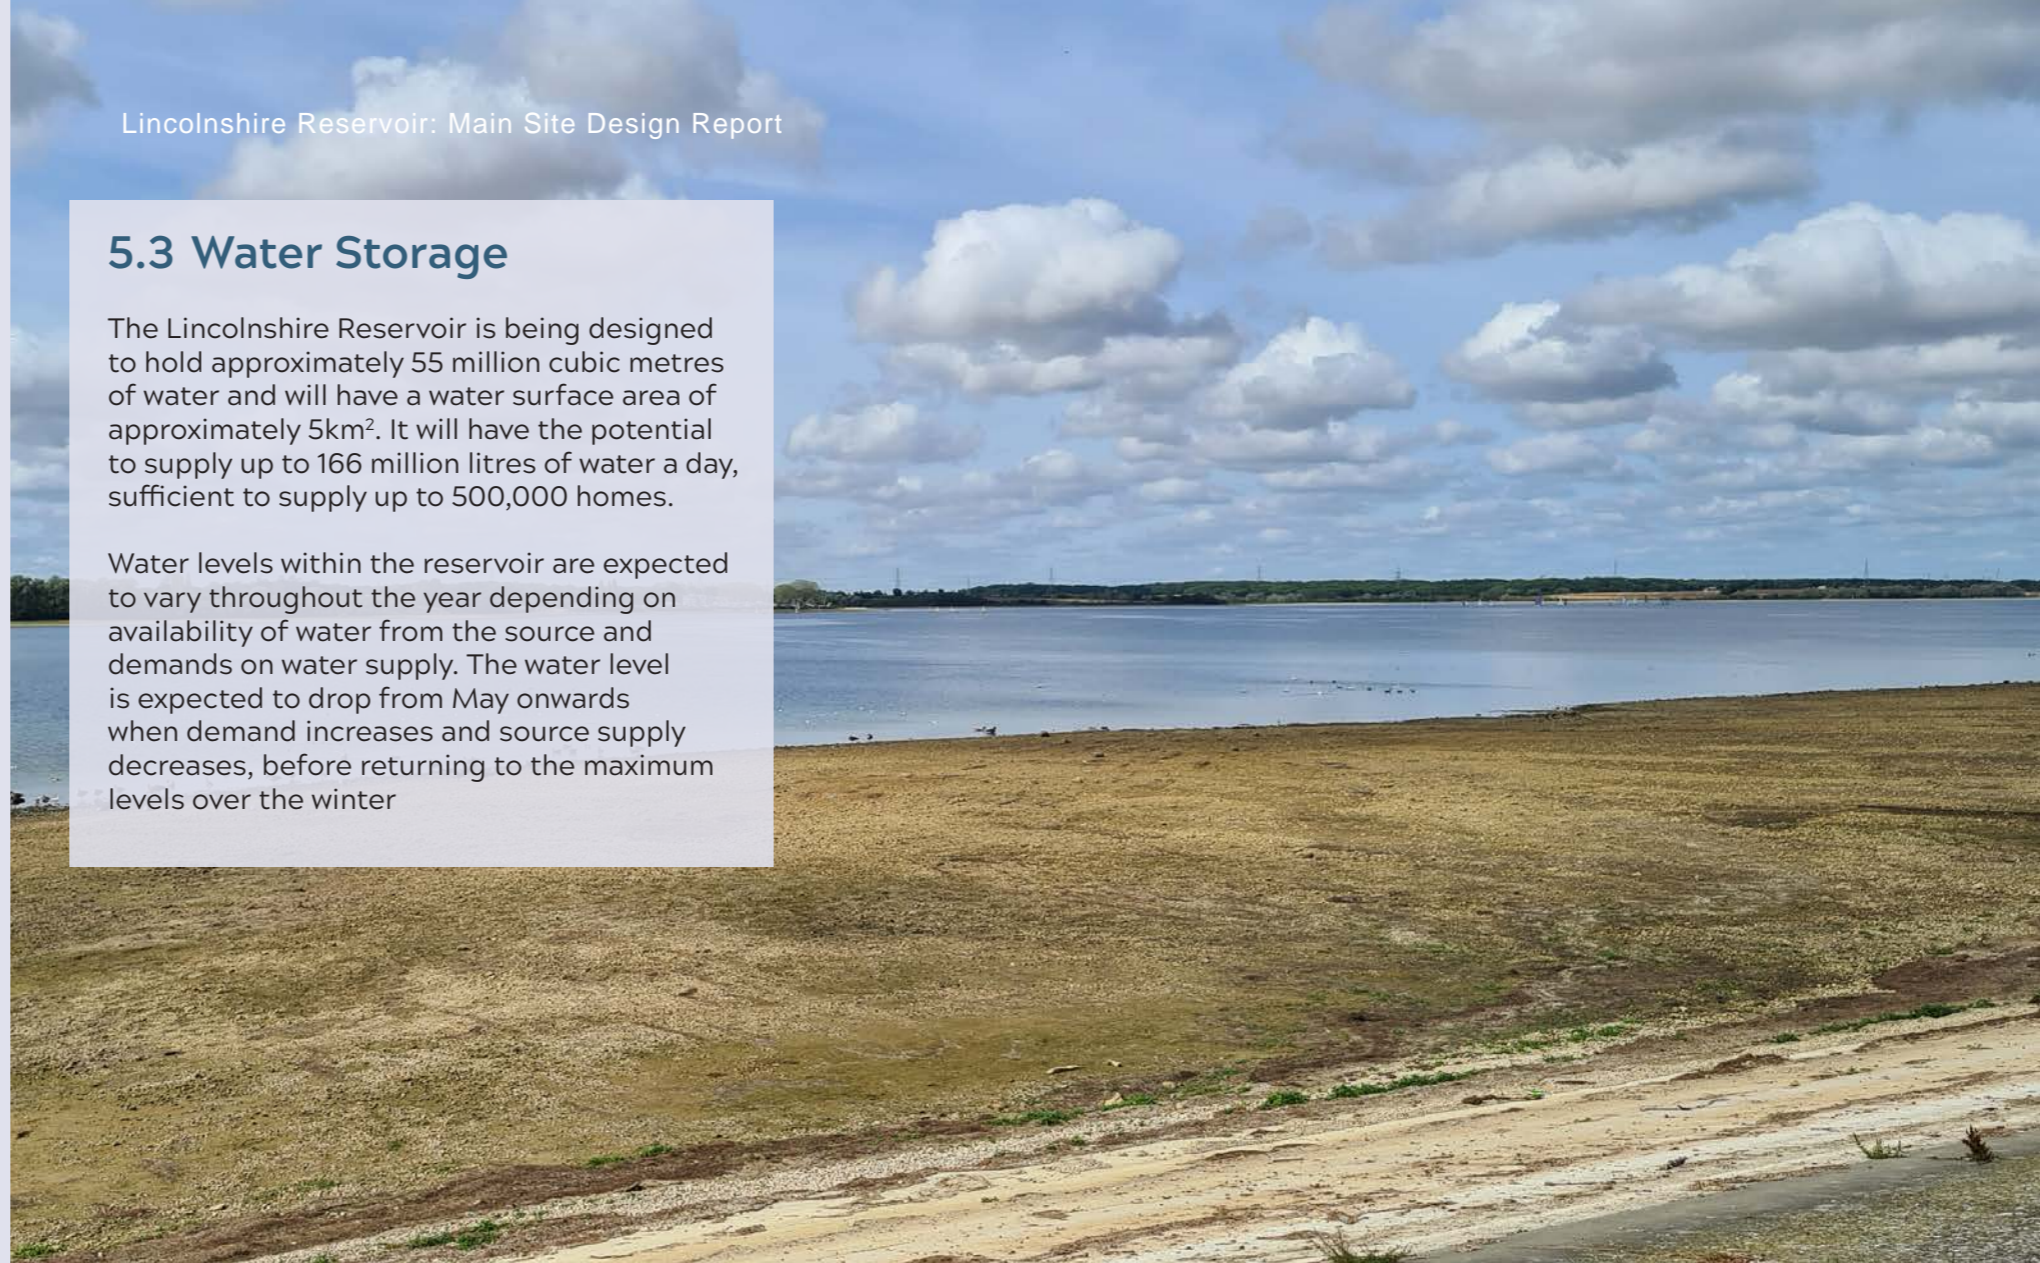 Lincolnshire Reservoir: Main Site Design Report
5.3 Water Storage
The Lincolnshire Reservoir is being designed
to hold approximately 55 million cubic metres
of water and will have a water surface area of
approximately 5km². It will have the potential
to supply up to 166 million litres of water a day,
sufficient to supply up to 500,000 homes.
Water levels within the reservoir are expected
to vary throughout the year depending on
availability of water from the source and
demands on water supply. The water level
is expected to drop from May onwards
when demand increases and source supply
decreases, before returning to the maximum
levels over the winter